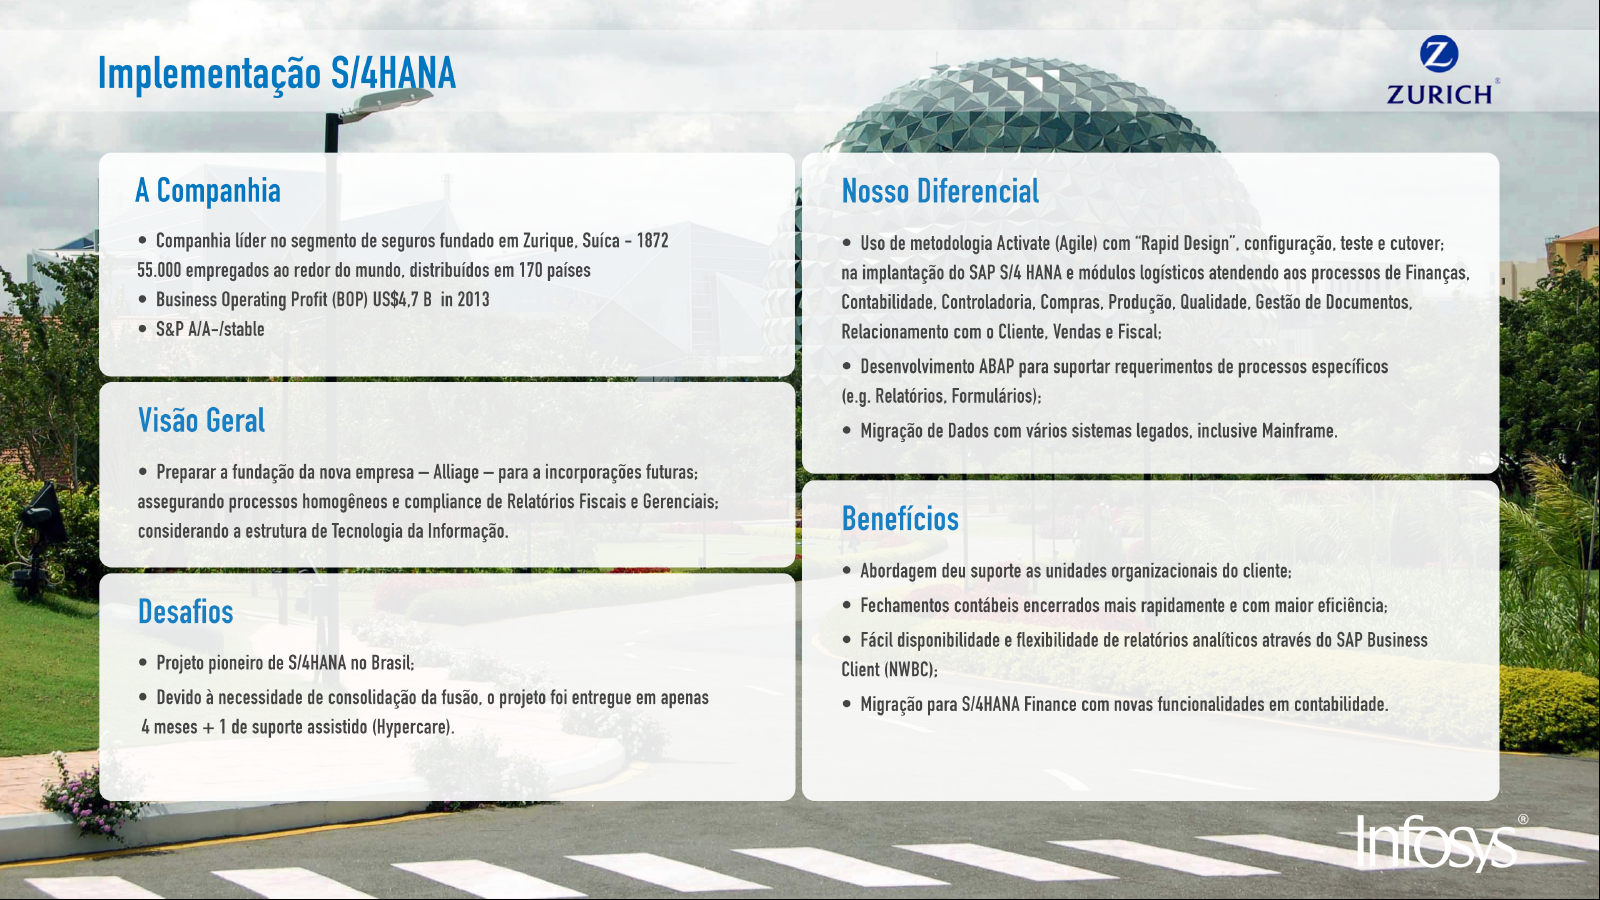 Implementação S/4HANA
Z
ZURICH®
A Companhia
• Companhia líder no segmento de seguros fundado em Zurique, Suíca - 1872
55.000 empregados ao redor do mundo, distribuídos em 170 países
• Business Operating Profit (BOP) US$4,7 B in 2013
• S&P A/A-/stable
Visão Geral
• Preparar a fundação da nova empresa – Alliage – para a incorporações futuras;
assegurando processos homogêneos e compliance de Relatórios Fiscais e Gerenciais;
considerando a estrutura de Tecnologia da Informação.
Desafios
• Projeto pioneiro de S/4HANA no Brasil;
• Devido à necessidade de consolidação da fusão, o projeto foi entregue em apenas
4 meses + 1 de suporte assistido (Hypercare).
Nosso Diferencial
• Uso de metodologia Activate (Agile) com “Rapid Design”, configuração, teste e cutover;
na implantação do SAP S/4 HANA e módulos logísticos atendendo aos processos de Finanças,
Contabilidade, Controladoria, Compras, Produção, Qualidade, Gestão de Documentos,
Relacionamento com o Cliente, Vendas e Fiscal;
• Desenvolvimento ABAP para suportar requerimentos de processos específicos
(e.g. Relatórios, Formulários);
• Migração de Dados com vários sistemas legados, inclusive Mainframe.
Benefícios
• Abordagem deu suporte as unidades organizacionais do cliente;
• Fechamentos contábeis encerrados mais rapidamente e com maior eficiência;
• Fácil disponibilidade e flexibilidade de relatórios analíticos através do SAP Business
Client (NWBC);
• Migração para S/4HANA Finance com novas funcionalidades em contabilidade.
Infosys®